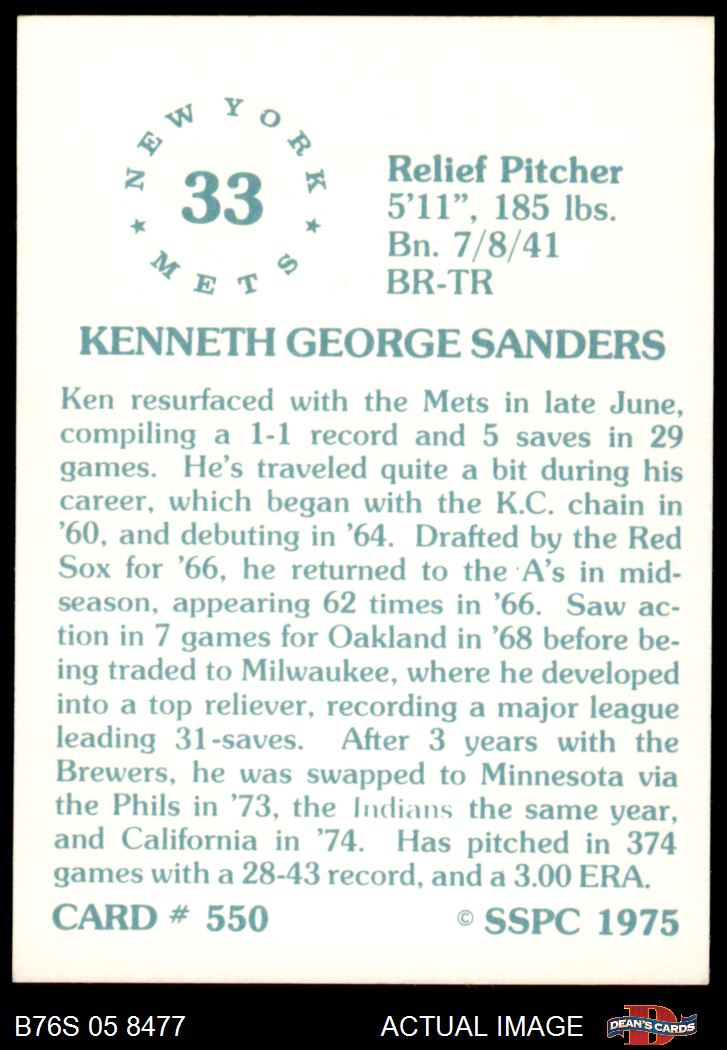 NEW YORK
★ METS ★
33
Relief Pitcher
5'11", 185 lbs.
Bn. 7/8/41
BR-TR
KENNETH GEORGE SANDERS
Ken resurfaced with the Mets in late June,
compiling a 1-1 record and 5 saves in 29
games. He's traveled quite a bit during his
career, which began with the K.C. chain in
'60, and debuting in '64. Drafted by the Red
Sox for '66, he returned to the A's in mid-
season, appearing 62 times in '66. Saw ac-
tion in 7 games for Oakland in '68 before be-
ing traded to Milwaukee, where he developed
into a top reliever, recording a major league
leading 31-saves. After 3 years with the
Brewers, he was swapped to Minnesota via
the Phils in '73, the Indians the same year,
and California in '74. Has pitched in 374
games with a 28-43 record, and a 3.00 ERA.
CARD # 550
© SSPC 1975
B76S 05 8477
ACTUAL IMAGE
D
DEAN'S CARDS